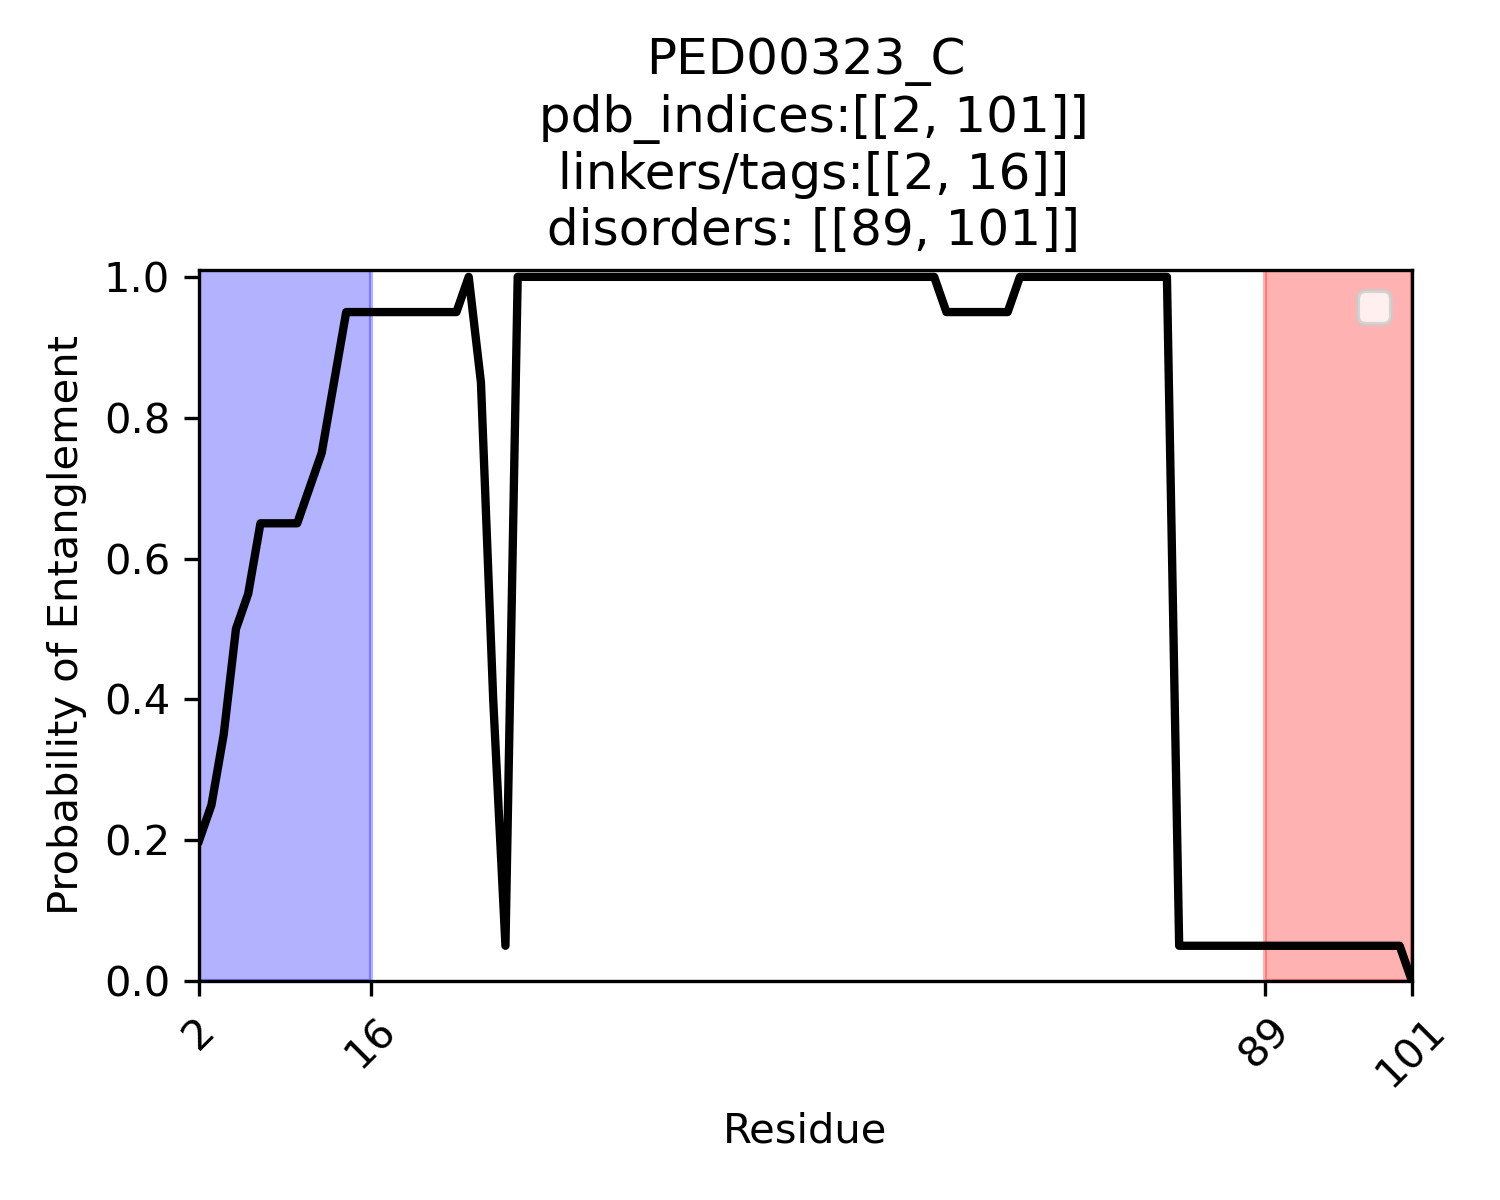 PED00323_C
pdb_indices:[[2, 101]]
linkers/tags:[[2, 16]]
disorders: [[89, 101]]
1.0
0.8
0.6
0.4
0.2
0.0
Probability of Entanglement
2
16
89
101
Residue